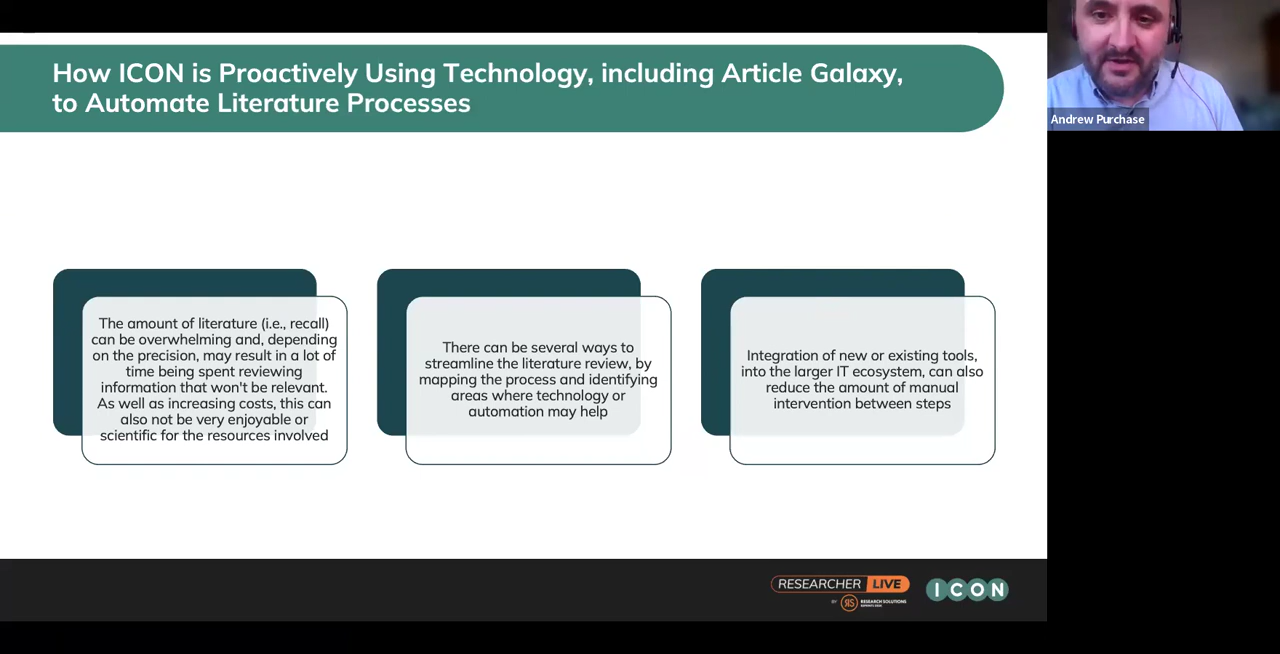 How ICON is Proactively Using Technology, including Article Galaxy,
to Automate Literature Processes
Andrew Purchase
The amount of literature (i.e., recall)
can be overwhelming and, depending
on the precision, may result in a lot of
time being spent reviewing
information that won't be relevant.
As well as increasing costs, this can
also not be very enjoyable or
scientific for the resources involved
There can be several ways to
streamline the literature review, by
mapping the process and identifying
areas where technology or
automation may help
Integration of new or existing tools,
into the larger IT ecosystem, can also
reduce the amount of manual
intervention between steps
RESEARCHER LIVE
BY RS RESEARCH SOLUTIONS
ICON